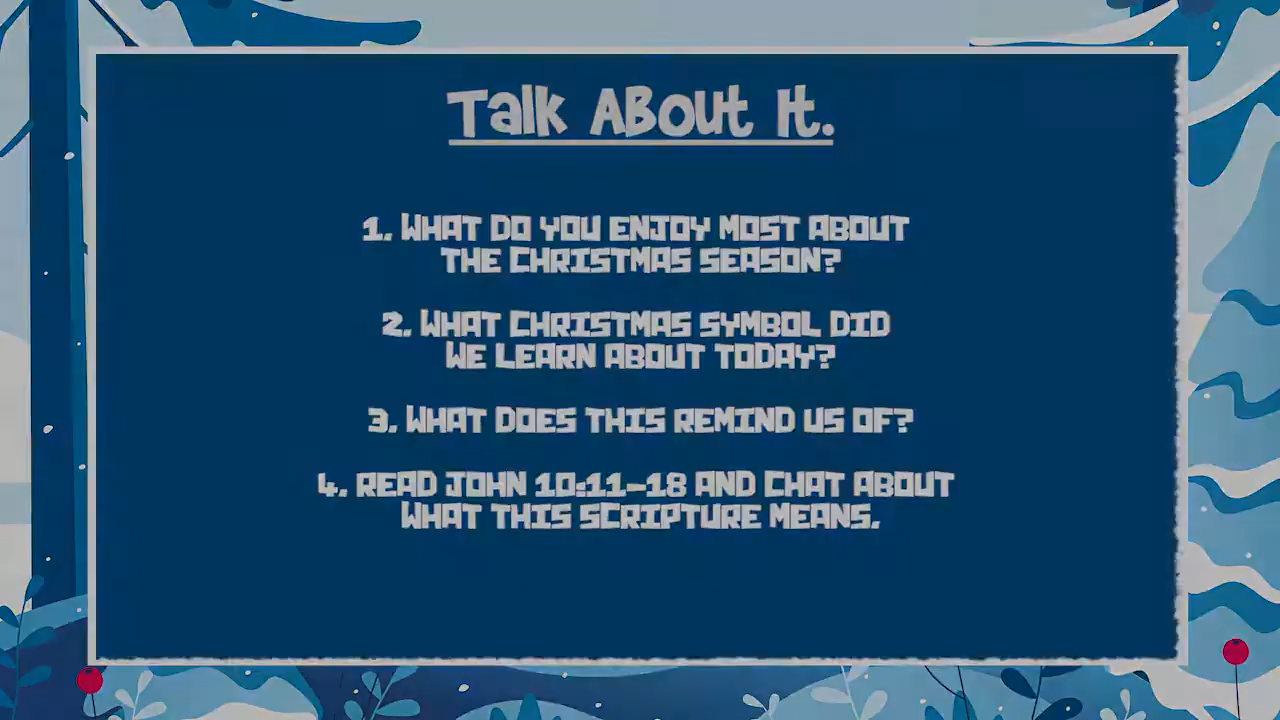 Talk About It.
1. WHAT DO YOU ENJOY MOST ABOUT
THE CHRISTMAS SEASON?
2. WHAT CHRISTMAS SYMBOL DID
WE LEARN ABOUT TODAY?
3. WHAT DOES THIS REMIND US OF?
4. READ JOHN 10:11-18 AND CHAT ABOUT
WHAT THIS SCRIPTURE MEANS.